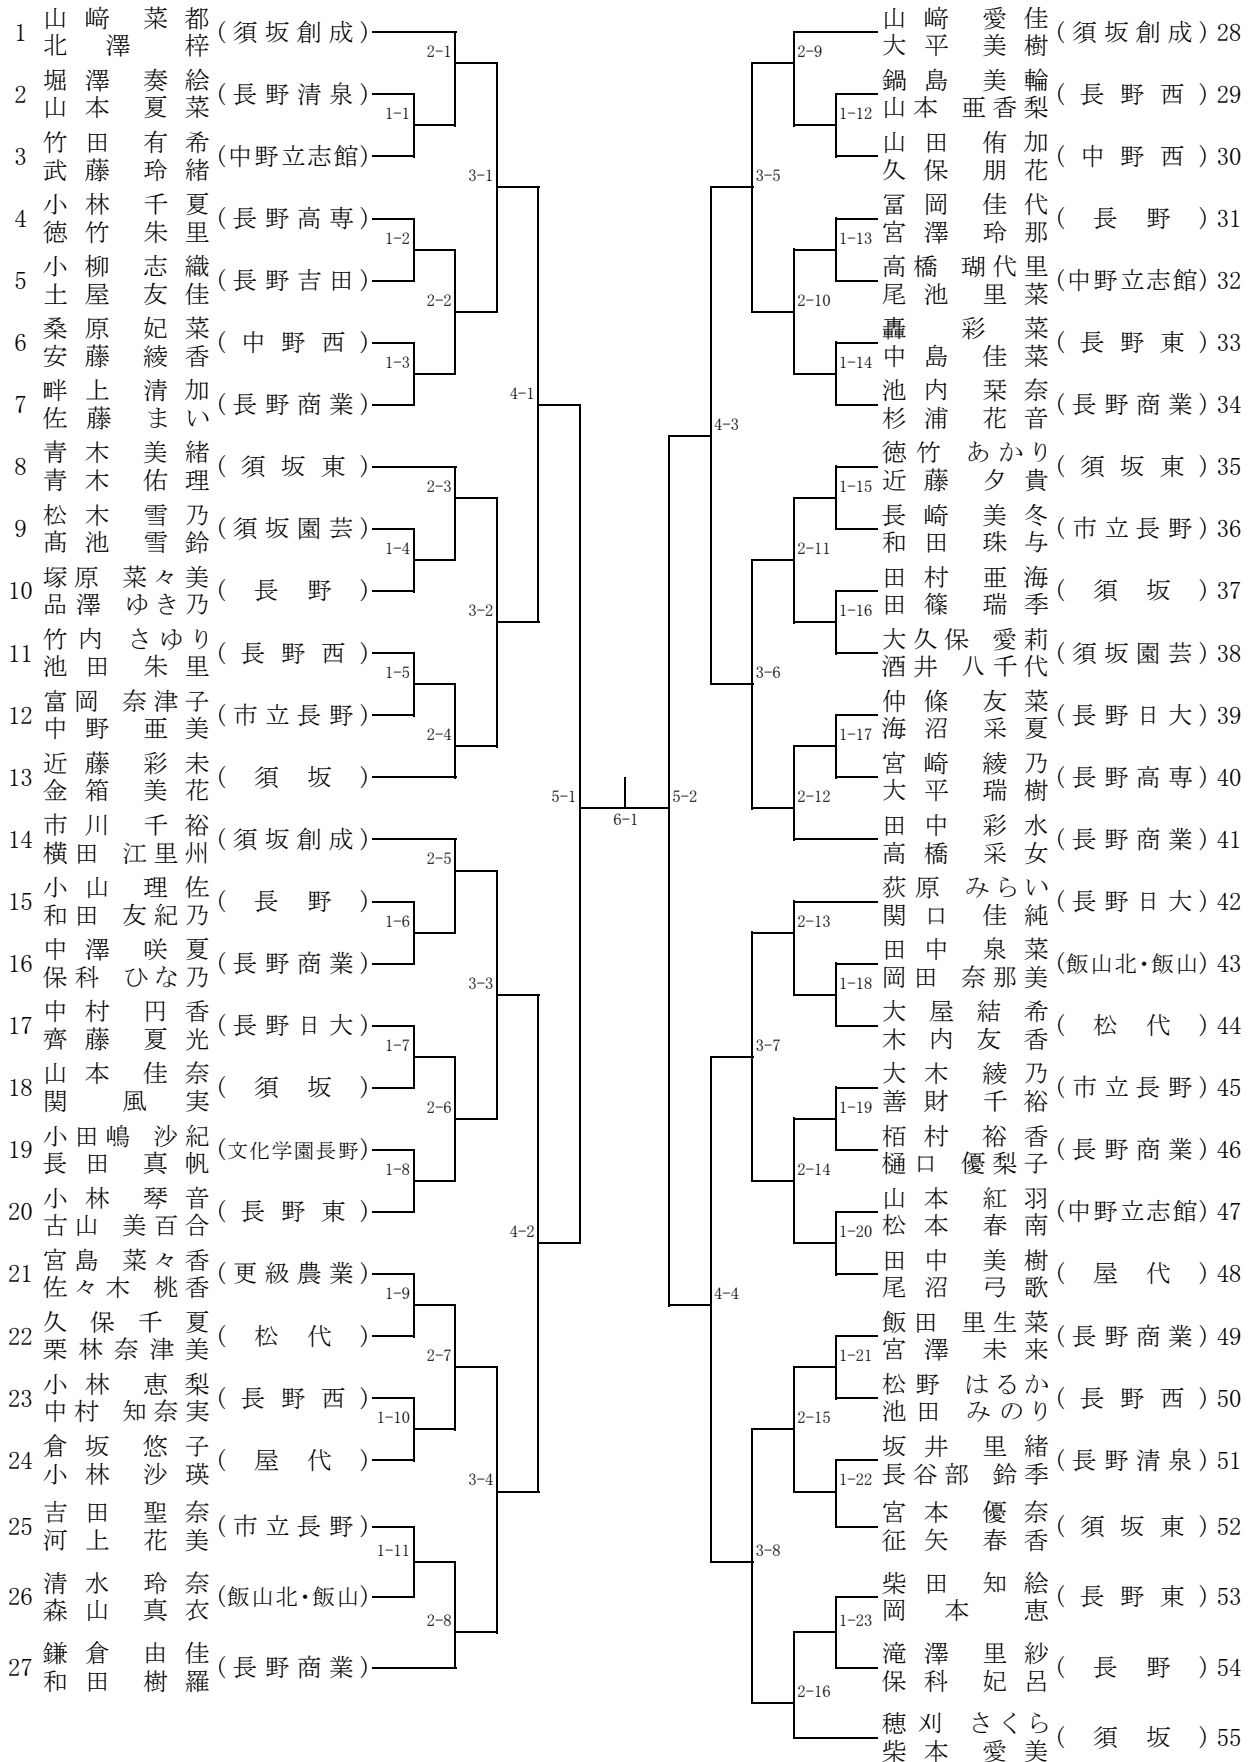 1 山﨑 菜都 (須坂創成)
北澤 梓
2-1
2 堀澤 奏絵 (長野清泉)
山本 夏菜
1-1
3 竹田 有希 (中野立志館)
武藤 玲緒
3-1
4 小林 千夏 (長野高専)
徳竹 朱里
1-2
5 小柳 志織 (長野吉田)
土屋 友佳
2-2
6 桑原 妃菜 (中野西)
安藤 綾香
1-3
7 畔上 清加 (長野商業)
佐藤 まい
4-1
8 青木 美緒 (須坂東)
青木 佑理
2-3
9 松木 雪乃 (須坂園芸)
髙池 雪鈴
1-4
10 塚原 菜々美 (長野)
品澤 ゆき乃
3-2
11 竹内 さゆり (長野西)
池田 朱里
1-5
12 富岡 奈津子 (市立長野)
中野 亜美
2-4
13 近藤 彩未 (須坂)
金箱 美花
5-1
14 市川 千裕 (須坂創成)
横田 江里州
2-5
15 小山 理佐 (長野)
和田 友紀乃
1-6
16 中澤 咲夏 (長野商業)
保科 ひな乃
3-3
17 中村 円香 (長野日大)
齊藤 夏光
1-7
18 山本 佳奈 (須坂)
関 風実
2-6
19 小田嶋 沙紀 (文化学園長野)
長田 真帆
1-8
20 小林 琴音 (長野東)
古山 美百合
4-2
21 宮島 菜々香 (更級農業)
佐々木 桃香
1-9
22 久保千夏 (松代)
栗林奈津美
2-7
23 小林 恵梨 (長野西)
中村 知奈実
1-10
24 倉坂 悠子 (屋代)
小林 沙瑛
3-4
25 吉田 聖奈 (市立長野)
河上 花美
1-11
26 清水 玲奈 (飯山北・飯山)
森山 真衣
2-8
27 鎌倉 由佳 (長野商業)
和田 樹羅
6-1
山﨑 愛佳 (須坂創成) 28
大平 美樹
2-9
鍋島 美輪 (長野西) 29
山本 亜香梨
1-12
山田 侑加 (中野西) 30
久保 朋花
3-5
冨岡 佳代 (長野) 31
宮澤 玲那
1-13
高橋 瑚代里 (中野立志館) 32
尾池 里菜
2-10
轟 彩菜 (長野東) 33
中島 佳菜
1-14
池内 栞奈 (長野商業) 34
杉浦 花音
4-3
徳竹 あかり (須坂東) 35
近藤 夕貴
1-15
長崎 美冬 (市立長野) 36
和田 珠与
2-11
田村 亜海 (須坂) 37
田篠 瑞季
1-16
大久保 愛莉 (須坂園芸) 38
酒井 八千代
3-6
仲條 友菜 (長野日大) 39
海沼 采夏
1-17
宮崎 綾乃 (長野高専) 40
大平 瑞樹
2-12
田中 彩水 (長野商業) 41
高橋 采女
5-2
荻原 みらい (長野日大) 42
関口 佳純
2-13
田中 泉菜 (飯山北・飯山) 43
岡田 奈那美
1-18
大屋結希 (松代) 44
木内友香
3-7
大木 綾乃 (市立長野) 45
善財 千裕
1-19
栢村 裕香 (長野商業) 46
樋口 優梨子
2-14
山本 紅羽 (中野立志館) 47
松本 春南
1-20
田中 美樹 (屋代) 48
尾沼 弓歌
4-4
飯田 里生菜 (長野商業) 49
宮澤 未来
1-21
松野 はるか (長野西) 50
池田 みのり
2-15
坂井 里緒 (長野清泉) 51
長谷部 鈴季
1-22
宮本 優奈 (須坂東) 52
征矢 春香
3-8
柴田 知絵 (長野東) 53
岡本 恵
1-23
滝澤 里紗 (長野) 54
保科 妃呂
2-16
穂刈 さくら (須坂) 55
柴本 愛美